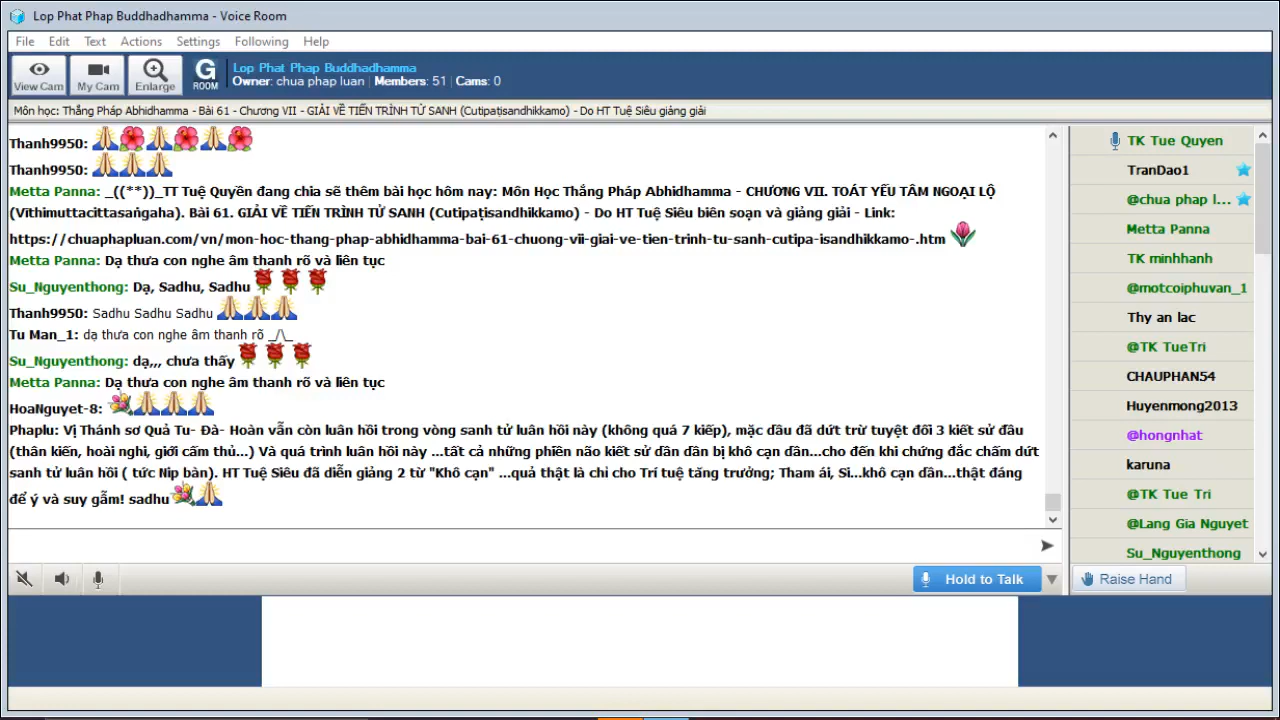 Lop Phat Phap Buddhadhamma - Voice Room
File Edit Text Actions Settings Following Help
View Cam My Cam Enlarge G ROOM
Lop Phat Phap Buddhadhamma
Owner: chua phap luan | Members: 51 | Cams: 0
Môn học: Thắng Pháp Abhidhamma - Bài 61 - Chương VII - GIẢI VỀ TIẾN TRÌNH TỬ SANH (Cutipaṭisandhikkamo) - Do HT Tuệ Siêu giảng giải
Thanh9950:
Thanh9950:
Metta Panna: _((**))_TT Tuệ Quyền đang chia sẽ thêm bài học hôm nay: Môn Học Thắng Pháp Abhidhamma - CHƯƠNG VII. TOÁT YẾU TÂM NGOẠI LỘ
(Vīthimuttacittasaṅgaha). Bài 61. GIẢI VỀ TIẾN TRÌNH TỬ SANH (Cutipaṭisandhikkamo) - Do HT Tuệ Siêu biên soạn và giảng giải - Link:
https://chuaphapluan.com/vn/mon-hoc-thang-phap-abhidhamma-bai-61-chuong-vii-giai-ve-tien-trinh-tu-sanh-cutipa-isandhikkamo-.htm
Metta Panna: Dạ thưa con nghe âm thanh rõ và liên tục
Su_Nguyenthong: Dạ, Sadhu, Sadhu
Thanh9950: Sadhu Sadhu Sadhu
Tu Man_1: dạ thưa con nghe âm thanh rõ _/\_
Su_Nguyenthong: dạ,,, chưa thấy
Metta Panna: Dạ thưa con nghe âm thanh rõ và liên tục
HoaNguyet-8:
Phaplu: Vị Thánh sơ Quả Tu- Đà- Hoàn vẫn còn luân hồi trong vòng sanh tử luân hồi này (không quá 7 kiếp), mặc dầu đã dứt trừ tuyệt đối 3 kiết sử đầu
(thân kiến, hoài nghi, giới cấm thủ...) Và quá trình luân hồi này ...tất cả những phiền não kiết sử dần dần bị khô cạn dần...cho đến khi chứng đắc chấm dứt
sanh tử luân hồi ( tức Nip bàn). HT Tuệ Siêu đã diễn giảng 2 từ "Khô cạn" ...quả thật là chỉ cho Trí tuệ tăng trưởng; Tham ái, Si...khô cạn dần...thật đáng
để ý và suy gẫm! sadhu
Hold to Talk
TK Tue Quyen
TranDao1
@chua phap l...
Metta Panna
TK minhhanh
@motcoiphuvan_1
Thy an lac
@TK TueTri
CHAUPHAN54
Huyenmong2013
@hongnhat
karuna
@TK Tue Tri
@Lang Gia Nguyet
Su_Nguyenthong
Raise Hand